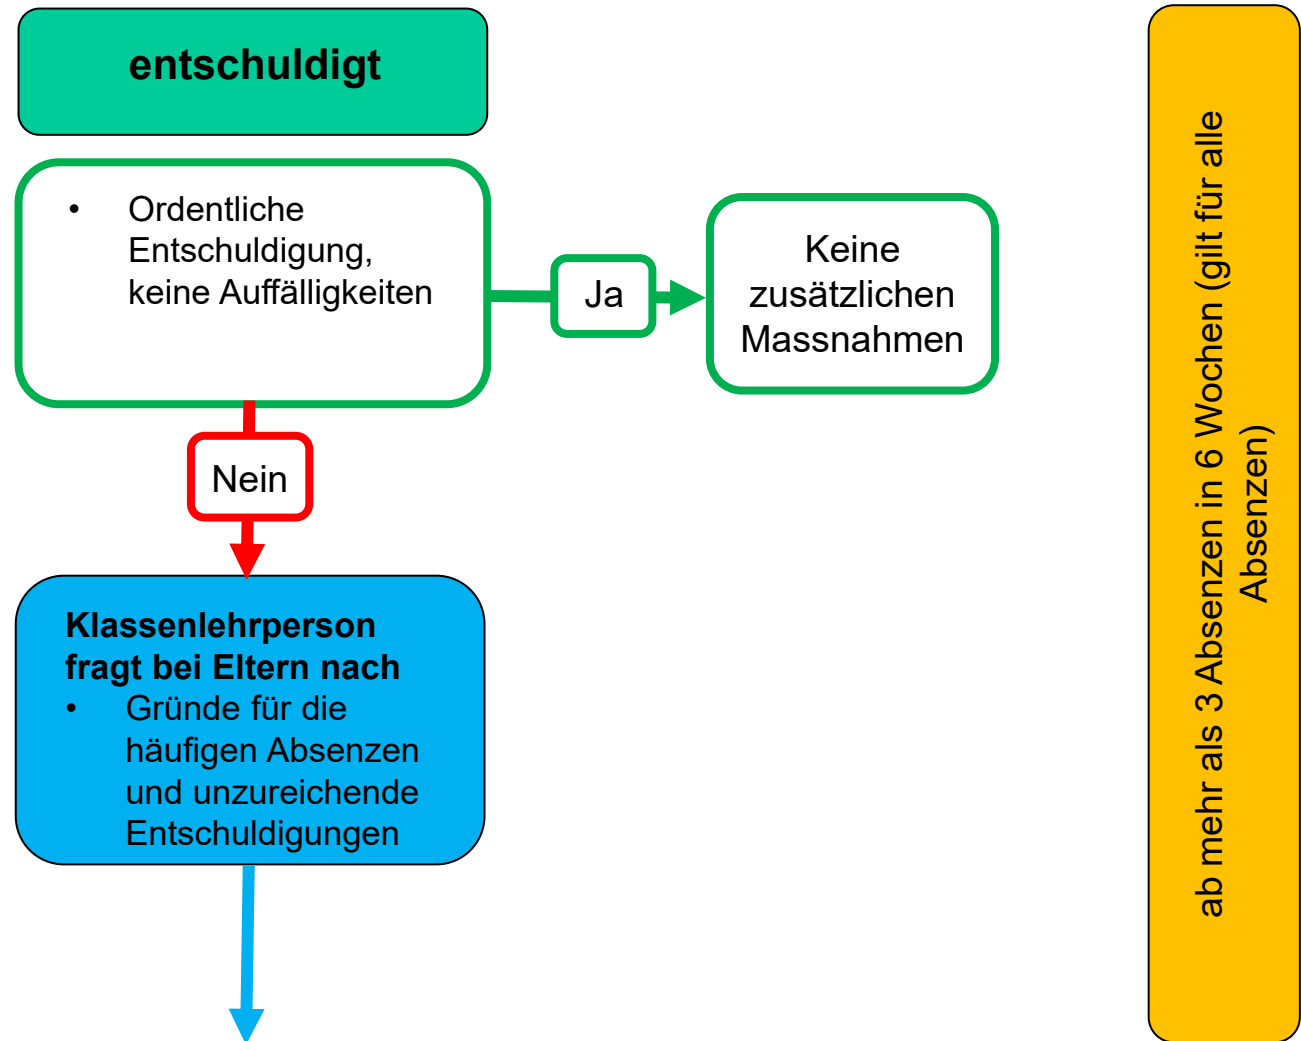 entschuldigt
• Ordentliche
Entschuldigung,
keine Auffälligkeiten
Ja
Keine
zusätzlichen
Massnahmen
Nein
Klassenlehrperson
fragt bei Eltern nach
• Gründe für die
häufigen Absenzen
und unzureichende
Entschuldigungen
ab mehr als 3 Absenzen in 6 Wochen (gilt für alle
Absenzen)